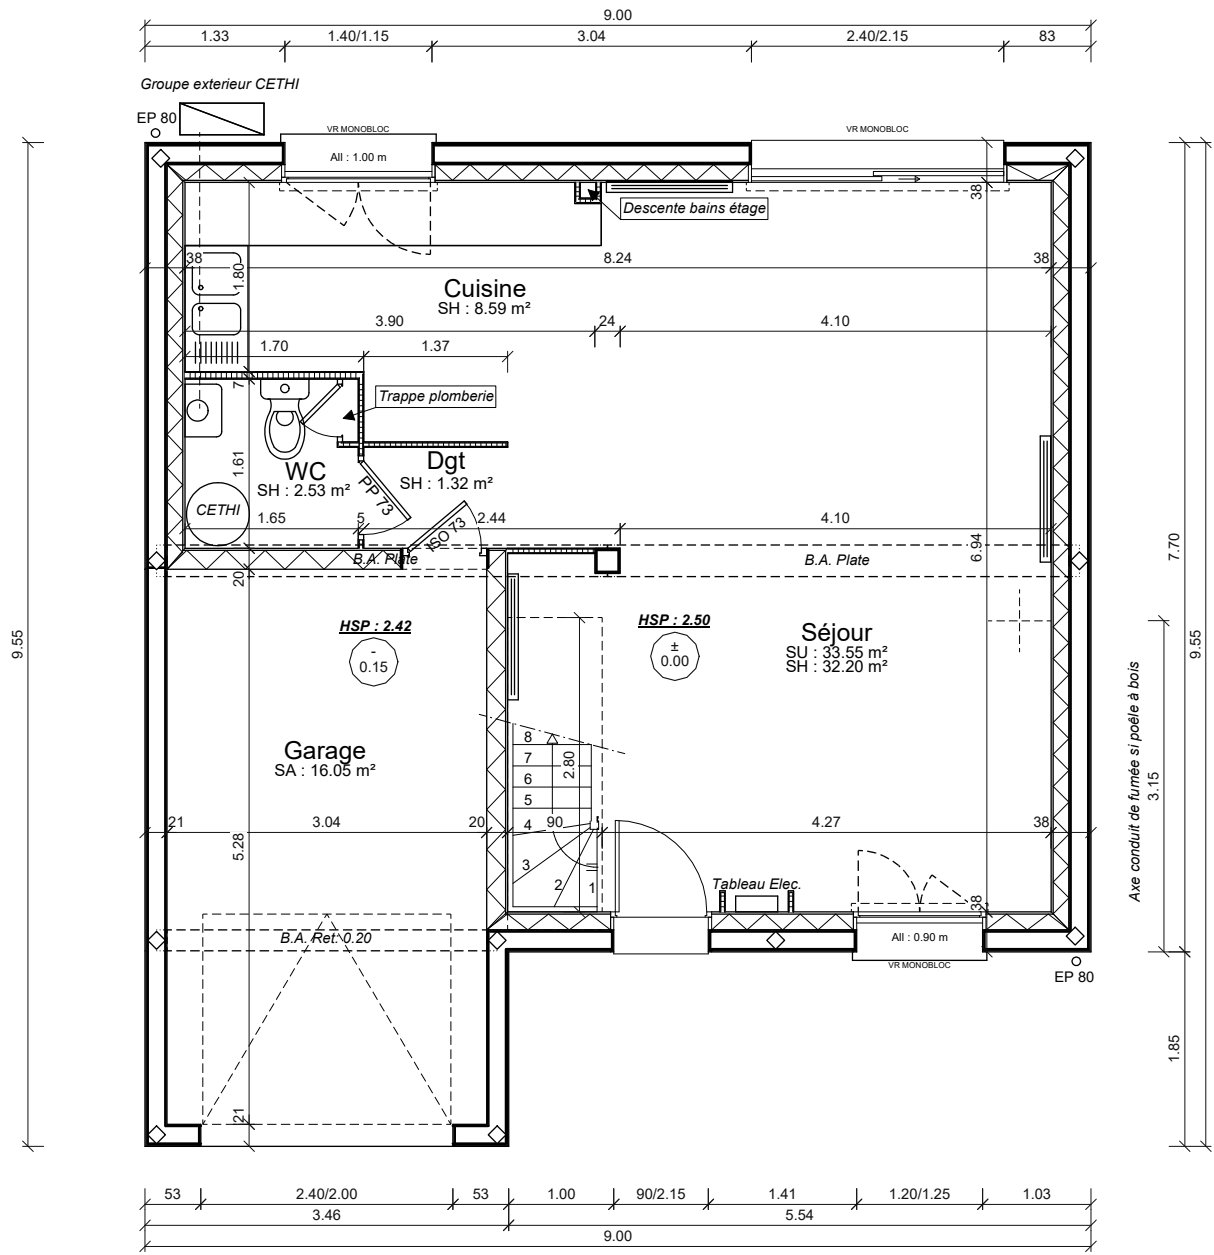 9.00
1.33 1.40/1.15 3.04 2.40/2.15 83
Groupe exterieur CETHI
EP 80
VR MONOBLOC
VR MONOBLOC
All : 1.00 m
38
Descente bains étage
38 8.24 38
1.80
Cuisine
SH : 8.59 m²
3.90 24 4.10
1.70 1.37
7
Trappe plomberie
1.61
WC
SH : 2.53 m²
Dgt
SH : 1.32 m²
PP 73
CETHI
1.65 5 2.44 4.10
ISO 73
B.A. Plate
B.A. Plate
6.94
7.70
20
9.55
9.55
HSP : 2.42
-
0.15
HSP : 2.50
±
0.00
Séjour
SU : 33.55 m²
SH : 32.20 m²
Axe conduit de fumée si poêle à bois
3.15
Garage
SA : 16.05 m²
8
7
6
5
4
3
2
1
2.80
21 3.04 20 90 4.27 38
5.28
Tableau Elec.
38
B.A. Ret. 0.20
All : 0.90 m
VR MONOBLOC
EP 80
1.85
21
53 2.40/2.00 53 1.00 90/2.15 1.41 1.20/1.25 1.03
3.46 5.54
9.00